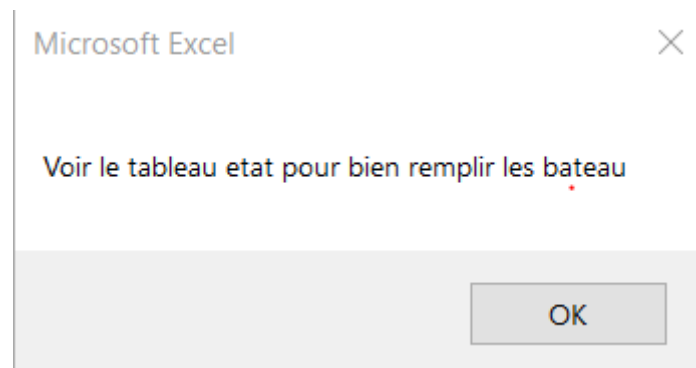 Microsoft Excel
Voir le tableau etat pour bien remplir les bateau
OK